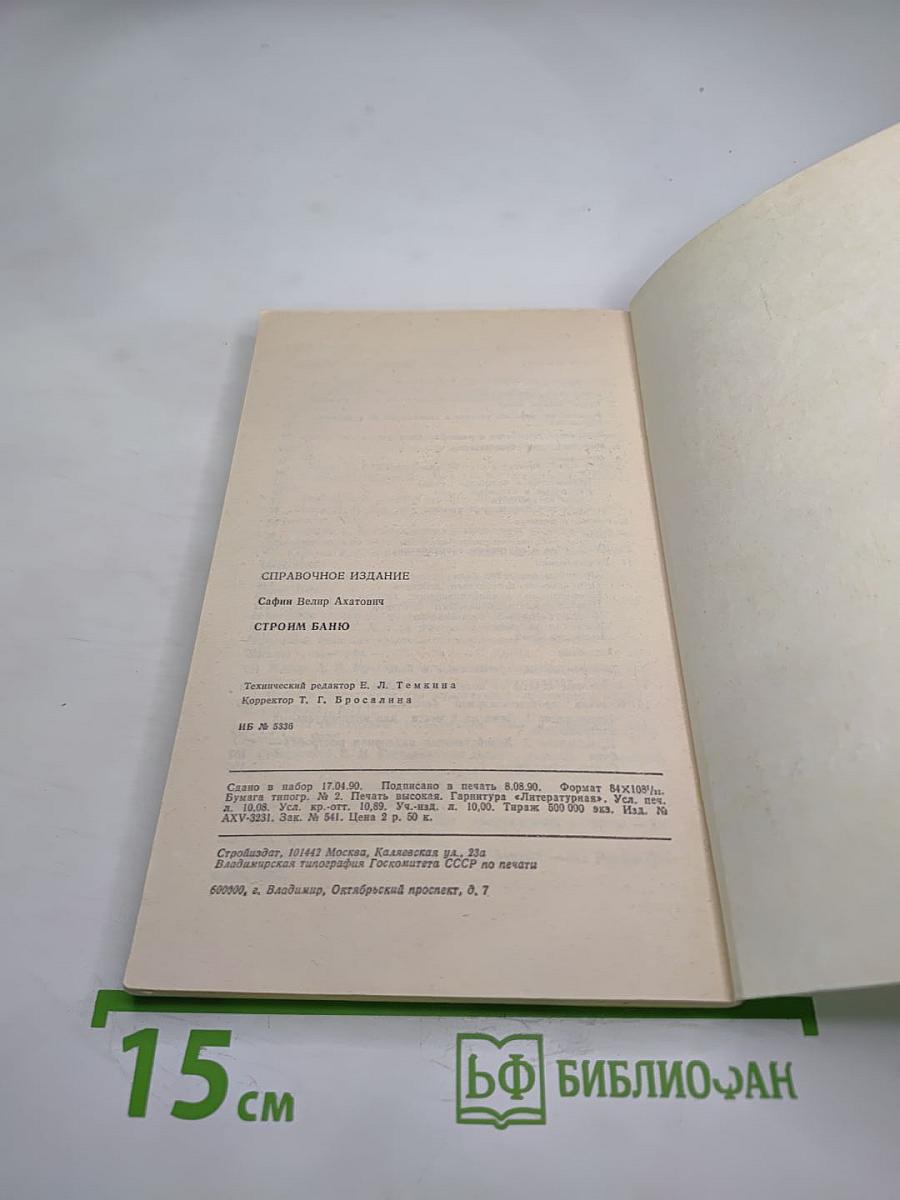 СПРАВОЧНОЕ ИЗДАНИЕ
Сафин Велир Ахатович
СТРОИМ БАНЮ
Технический редактор Е. Л. Темкина
Корректор Т. Г. Бросалина
ИБ № 5336
Сдано в набор 17.04.90. Подписано в печать 8.08.90. Формат 84×108¹/₃₂.
Бумага типогр. № 2. Печать высокая. Гарнитура «Литературная». Усл. печ.
л. 10,08. Усл. кр.-отт. 10,89. Уч.-изд. л. 10,00. Тираж 500 000 экз. Изд. №
AXV-3231. Зак. № 541. Цена 2 р. 50 к.
Стройиздат, 101442 Москва, Каляевская ул., 23а
Владимирская типография Госкомитета СССР по печати
600000, г. Владимир, Октябрьский проспект, д. 7
15 см
БФ БИБЛИОФАН